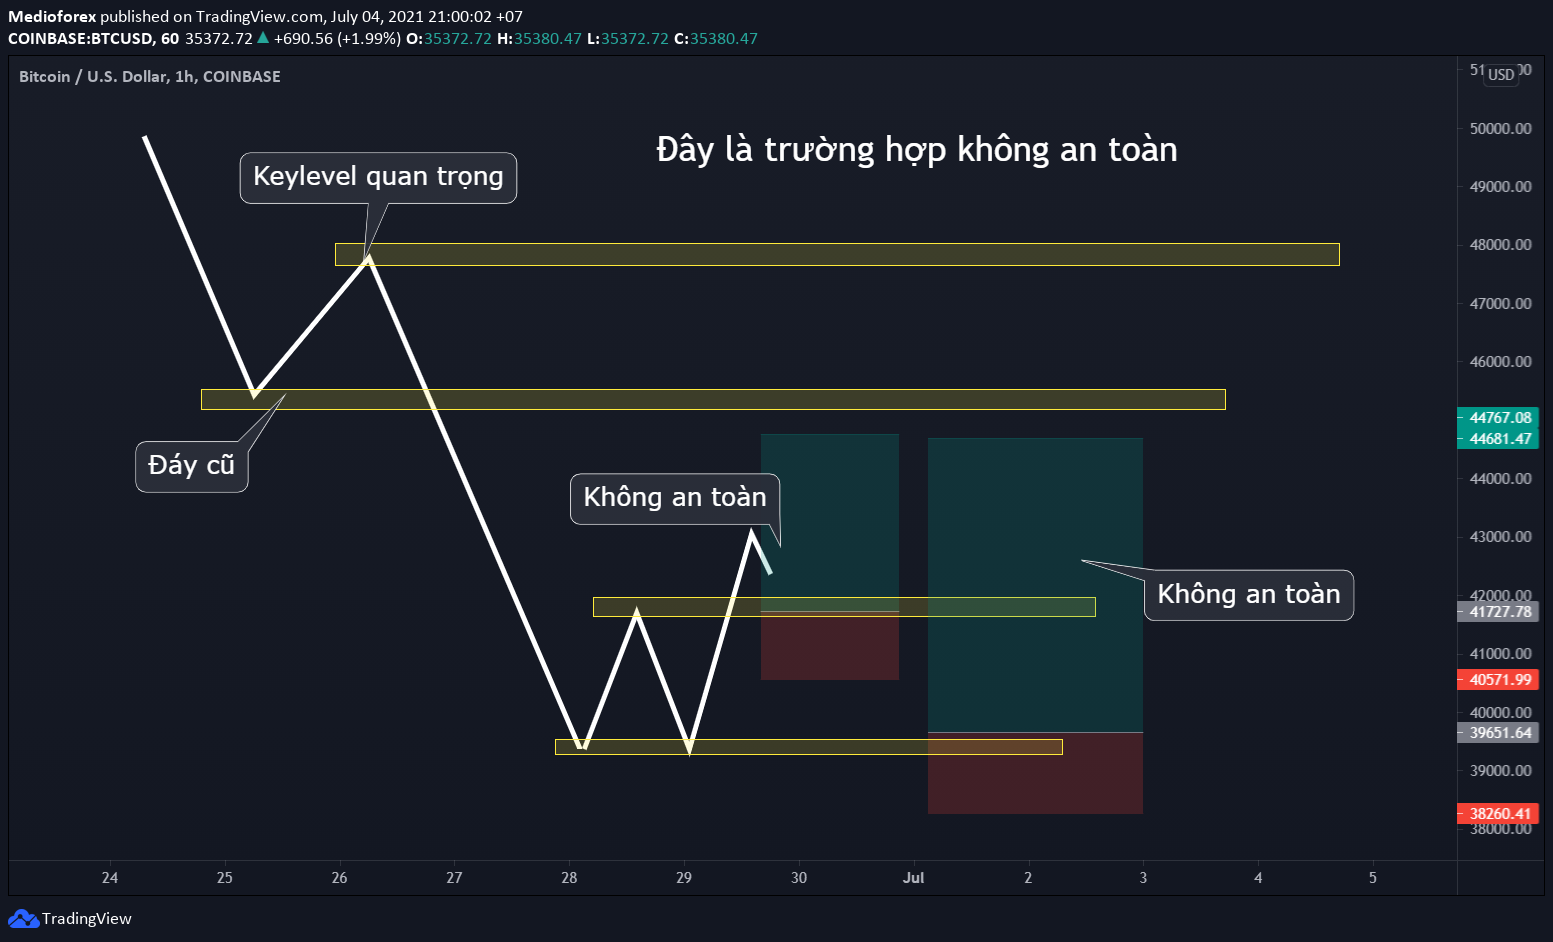 Medioforex published on TradingView.com, July 04, 2021 21:00:02 +07
COINBASE:BTCUSD, 60 35372.72 ▲ +690.56 (+1.99%) O:35372.72 H:35380.47 L:35372.72 C:35380.47
Bitcoin / U.S. Dollar, 1h, COINBASE
USD
Đây là trường hợp không an toàn
Keylevel quan trọng
Đáy cũ
Không an toàn
Không an toàn
50000.00
49000.00
48000.00
47000.00
46000.00
44767.08
44681.47
44000.00
43000.00
42000.00
41727.78
41000.00
40571.99
40000.00
39651.64
39000.00
38260.41
38000.00
24 25 26 27 28 29 30 Jul 2 3 4 5
TradingView